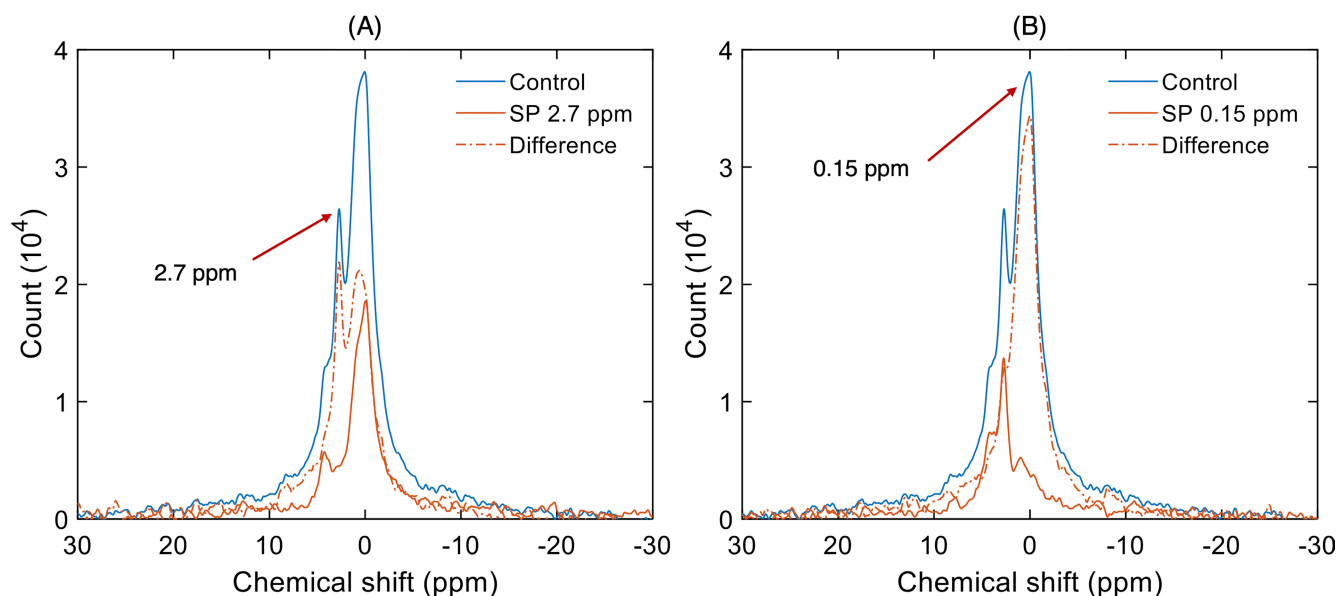 (A)
Count (10⁴)
4
3
2
1
0
Control
SP 2.7 ppm
Difference
2.7 ppm
30 20 10 0 -10 -20 -30
Chemical shift (ppm)
(B)
Count (10⁴)
4
3
2
1
0
Control
SP 0.15 ppm
Difference
0.15 ppm
30 20 10 0 -10 -20 -30
Chemical shift (ppm)